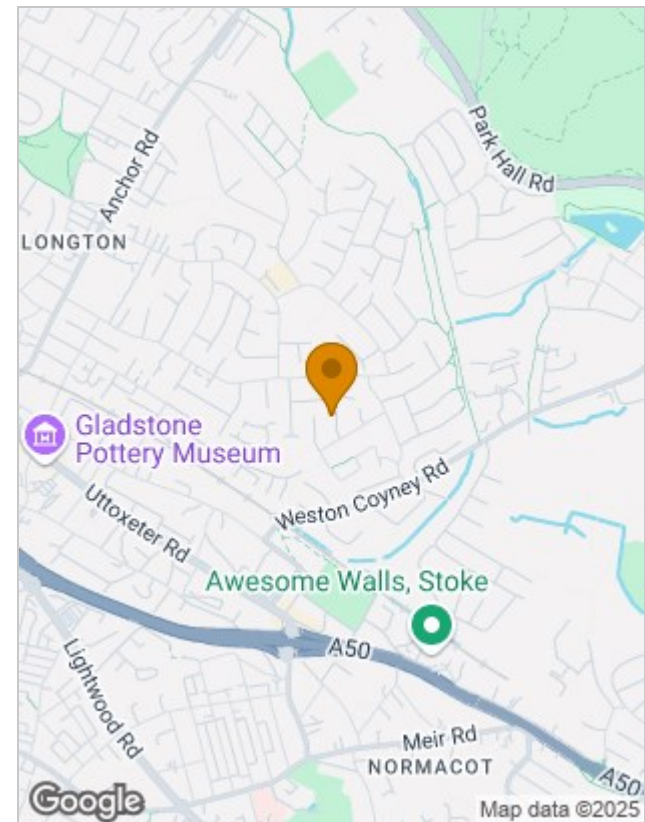 Anchor Rd
Park Hall Rd
LONGTON
Gladstone
Pottery Museum
Weston Coyney Rd
Uttoxeter Rd
Awesome Walls, Stoke
A50
Lightwood Rd
Meir Rd
NORMACOT
A50
Google
Map data ©2025